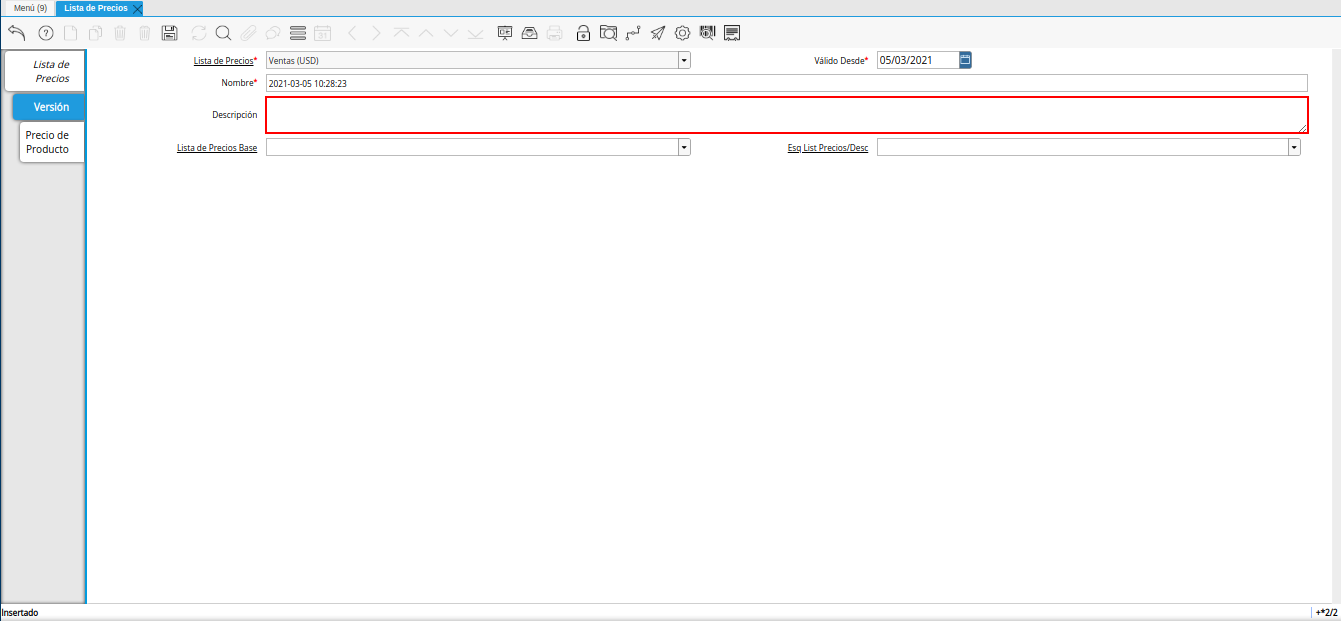 Menú (9) Lista de Precios
31
Lista de Precios
Lista de Precios* Ventas (USD) Válido Desde* 05/03/2021
Versión
Nombre* 2021-03-05 10:28:23
Descripción
Precio de Producto
Lista de Precios Base Esq List Precios/Desc
Insertado +*2/2